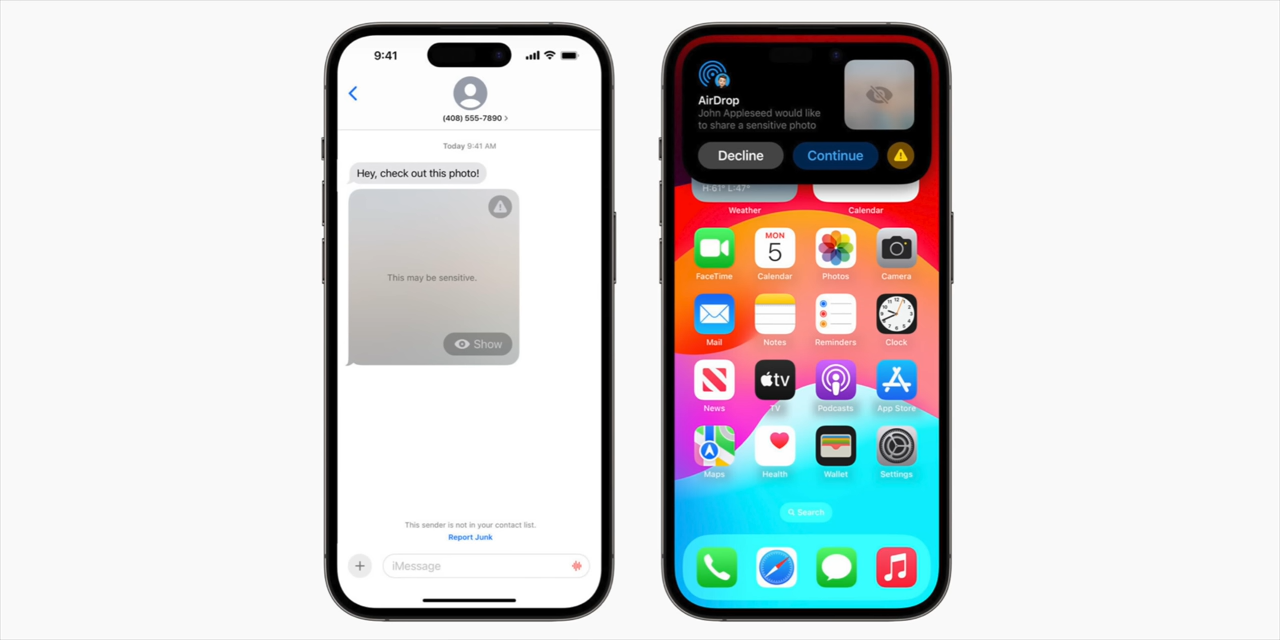 9:41
(408) 555-7890 >
Today 9:41 AM
Hey, check out this photo!
This may be sensitive.
Show
This sender is not in your contact list.
Report Junk
iMessage
AirDrop
John Appleseed would like
to share a sensitive photo
Decline
Continue
H:61° L:47°
Weather
Calendar
MON
5
FaceTime
Calendar
Photos
Camera
Mail
Notes
Reminders
Clock
tv
News
TV
Podcasts
App Store
Maps
Health
Wallet
Settings
Search